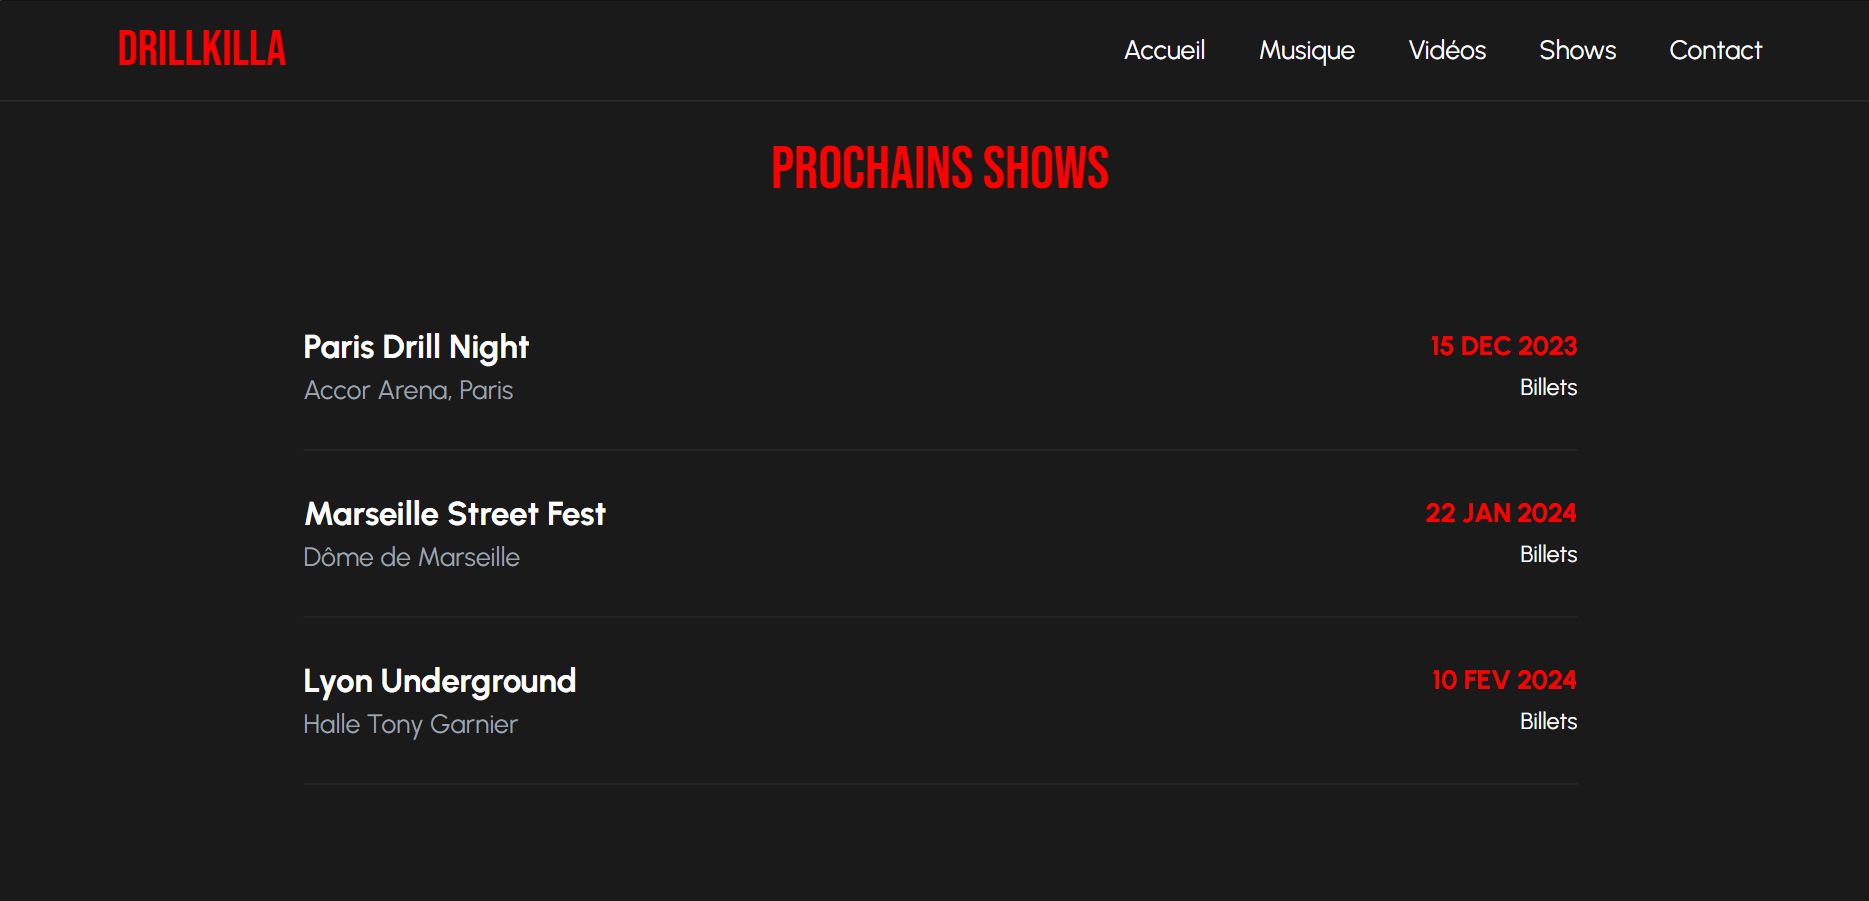 DRILLKILLA
Accueil Musique Vidéos Shows Contact
PROCHAINS SHOWS
Paris Drill Night 15 DEC 2023
Accor Arena, Paris Billets
Marseille Street Fest 22 JAN 2024
Dôme de Marseille Billets
Lyon Underground 10 FEV 2024
Halle Tony Garnier Billets